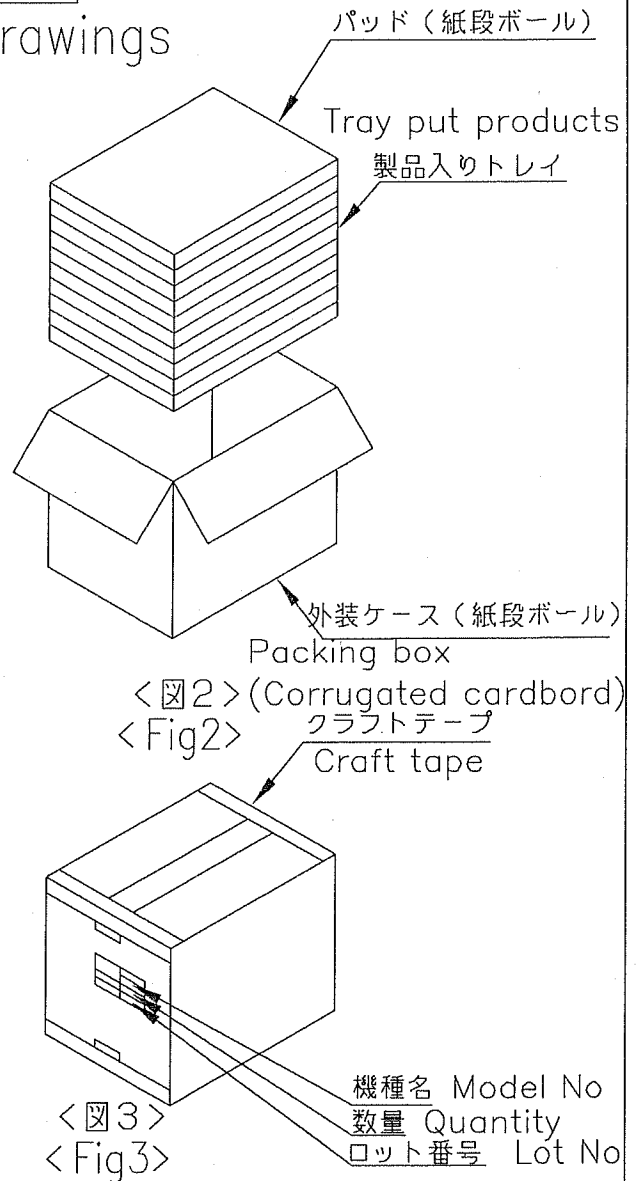 rawings
パッド（紙段ボール）
Tray put products
製品入りトレイ
外装ケース（紙段ボール）
Packing box
<図2>(Corrugated cardbord)
<Fig2>
クラフトテープ
Craft tape
機種名 Model No
数量 Quantity
ロット番号 Lot No
<図3>
<Fig3>